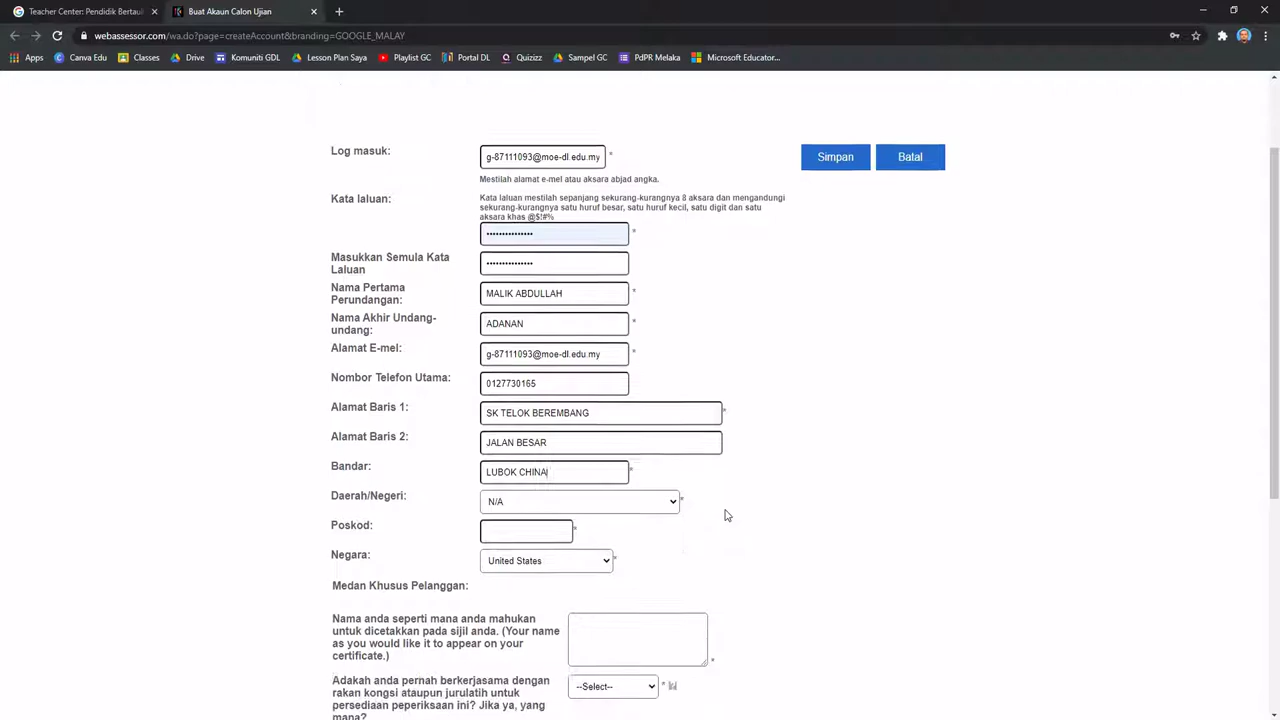 Teacher Center: Pendidik Bertaul
Buat Akaun Calon Ujian
webassessor.com/wa.do?page=createAccount&branding=GOOGLE_MALAY
Apps
Canva Edu
Classes
Drive
Komuniti GDL
Lesson Plan Saya
Playlist GC
Portal DL
Quizizz
Sampel GC
PdPR Melaka
Microsoft Educator...
Log masuk:
g-87111093@moe-dl.edu.my *
Simpan
Batal
Mestilah alamat e-mel atau aksara abjad angka.
Kata laluan:
Kata laluan mestilah sepanjang sekurang-kurangnya 8 aksara dan mengandungi
sekurang-kurangnya satu huruf besar, satu huruf kecil, satu digit dan satu
aksara khas @$!#%
••••••••••••••• *
Masukkan Semula Kata
Laluan
•••••••••••••••
Nama Pertama
Perundangan:
MALIK ABDULLAH *
Nama Akhir Undang-
undang:
ADANAN *
Alamat E-mel:
g-87111093@moe-dl.edu.my *
Nombor Telefon Utama:
0127730165
Alamat Baris 1:
SK TELOK BEREMBANG *
Alamat Baris 2:
JALAN BESAR
Bandar:
LUBOK CHINA *
Daerah/Negeri:
N/A *
Poskod:
*
Negara:
United States *
Medan Khusus Pelanggan:
Nama anda seperti mana anda mahukan
untuk dicetakkan pada sijil anda. (Your name
as you would like it to appear on your
certificate.)
*
Adakah anda pernah berkerjasama dengan
rakan kongsi ataupun jurulatih untuk
persediaan peperiksaan ini? Jika ya, yang
mana?
--Select-- *